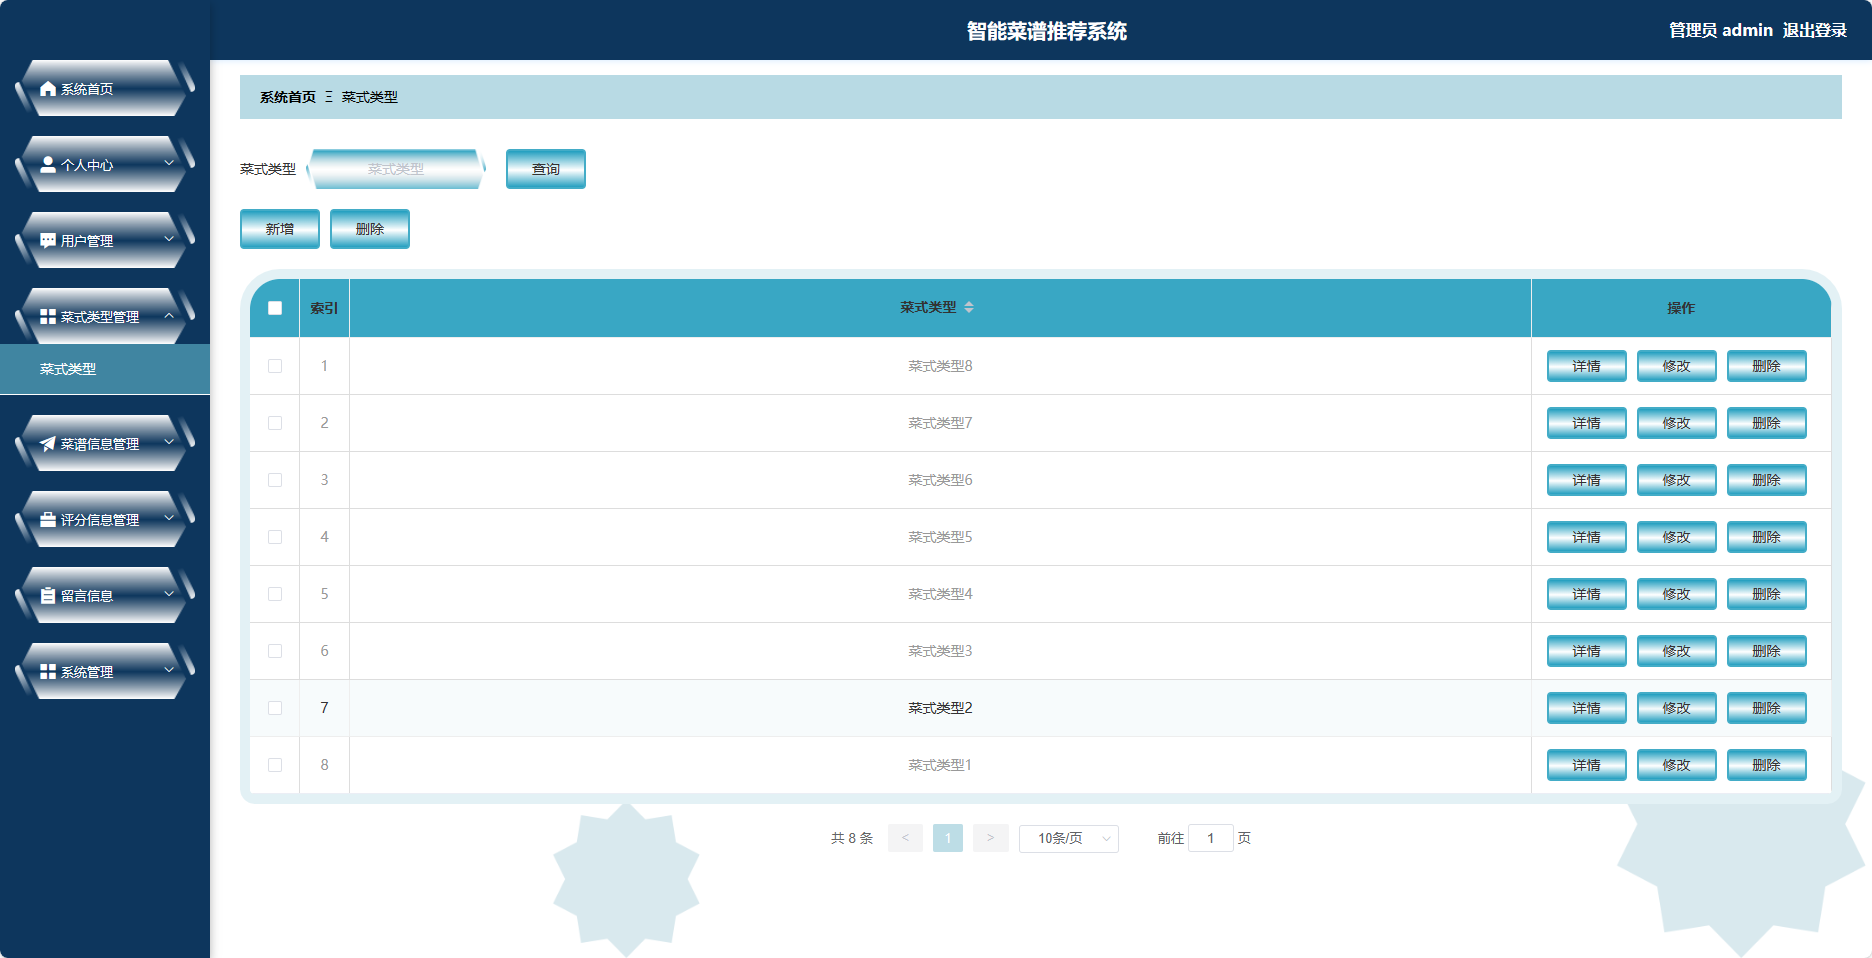 智能菜谱推荐系统
管理员 admin 退出登录
系统首页
个人中心
用户管理
菜式类型管理
菜式类型
菜谱信息管理
评分信息管理
留言信息
系统管理
系统首页 Ξ 菜式类型
菜式类型 菜式类型 查询
新增 删除
索引 菜式类型 操作
1 菜式类型8 详情 修改 删除
2 菜式类型7 详情 修改 删除
3 菜式类型6 详情 修改 删除
4 菜式类型5 详情 修改 删除
5 菜式类型4 详情 修改 删除
6 菜式类型3 详情 修改 删除
7 菜式类型2 详情 修改 删除
8 菜式类型1 详情 修改 删除
共 8 条 < 1 > 10条/页 前往 1 页